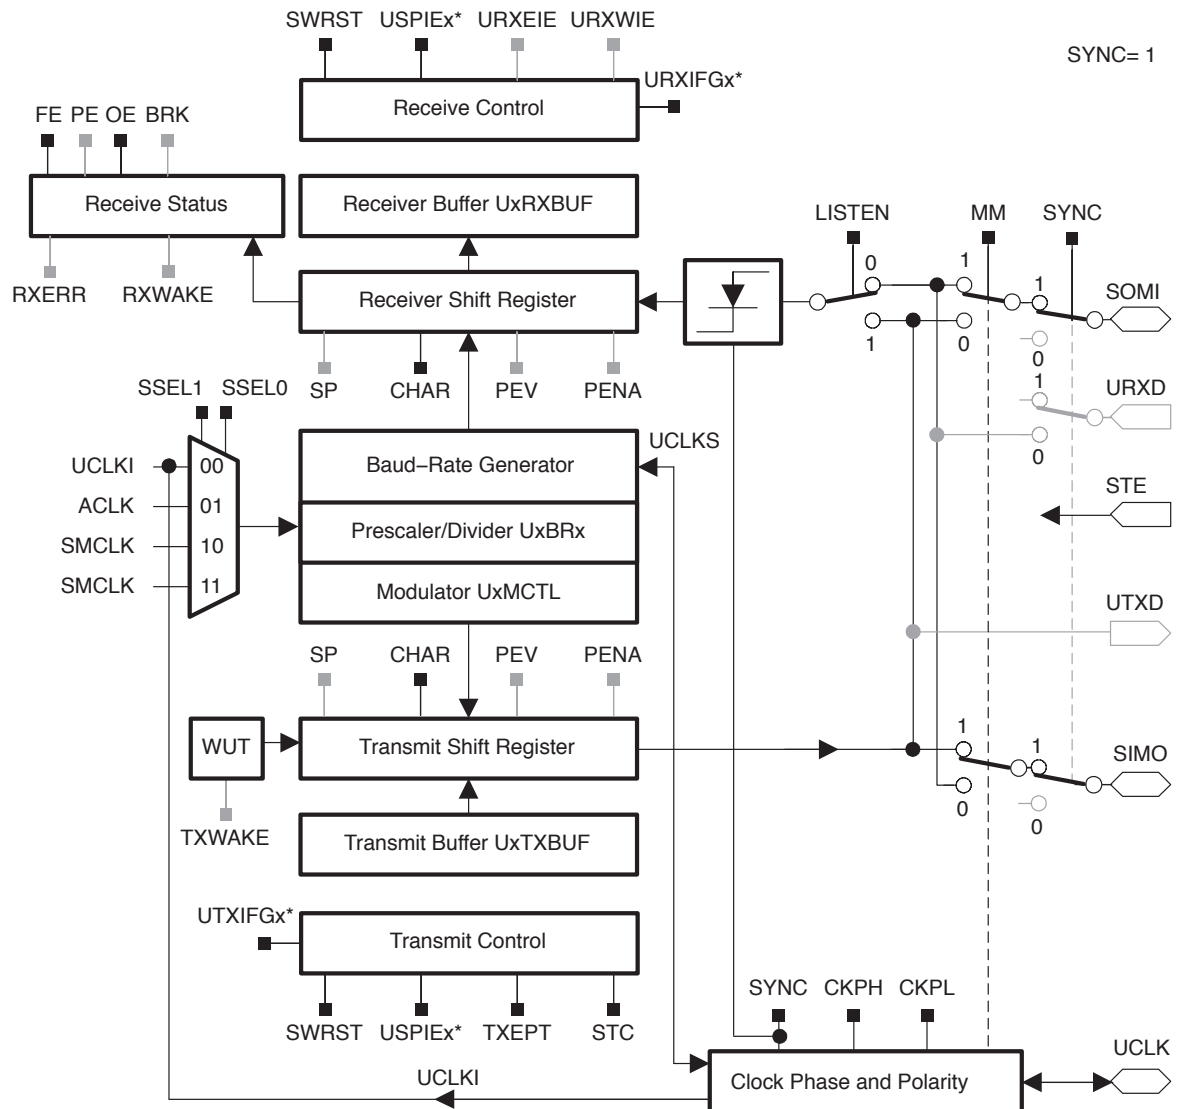 SWRST USPIEx* URXEIE URXWIE
SYNC= 1
URXIFGx*
Receive Control
FE PE OE BRK
Receive Status
Receiver Buffer UxRXBUF
LISTEN MM SYNC
RXERR RXWAKE
Receiver Shift Register
0 1 1
SOMI
1 0 0
SP CHAR PEV PENA
1
URXD
0
SSEL1 SSEL0
UCLKS
UCLKI 00
Baud–Rate Generator
ACLK 01
STE
SMCLK 10
Prescaler/Divider UxBRx
SMCLK 11
Modulator UxMCTL
UTXD
SP CHAR PEV PENA
WUT
Transmit Shift Register
1 1
SIMO
0 0
TXWAKE
Transmit Buffer UxTXBUF
UTXIFGx*
Transmit Control
SWRST USPIEx* TXEPT STC
SYNC CKPH CKPL
UCLK
UCLKI
Clock Phase and Polarity